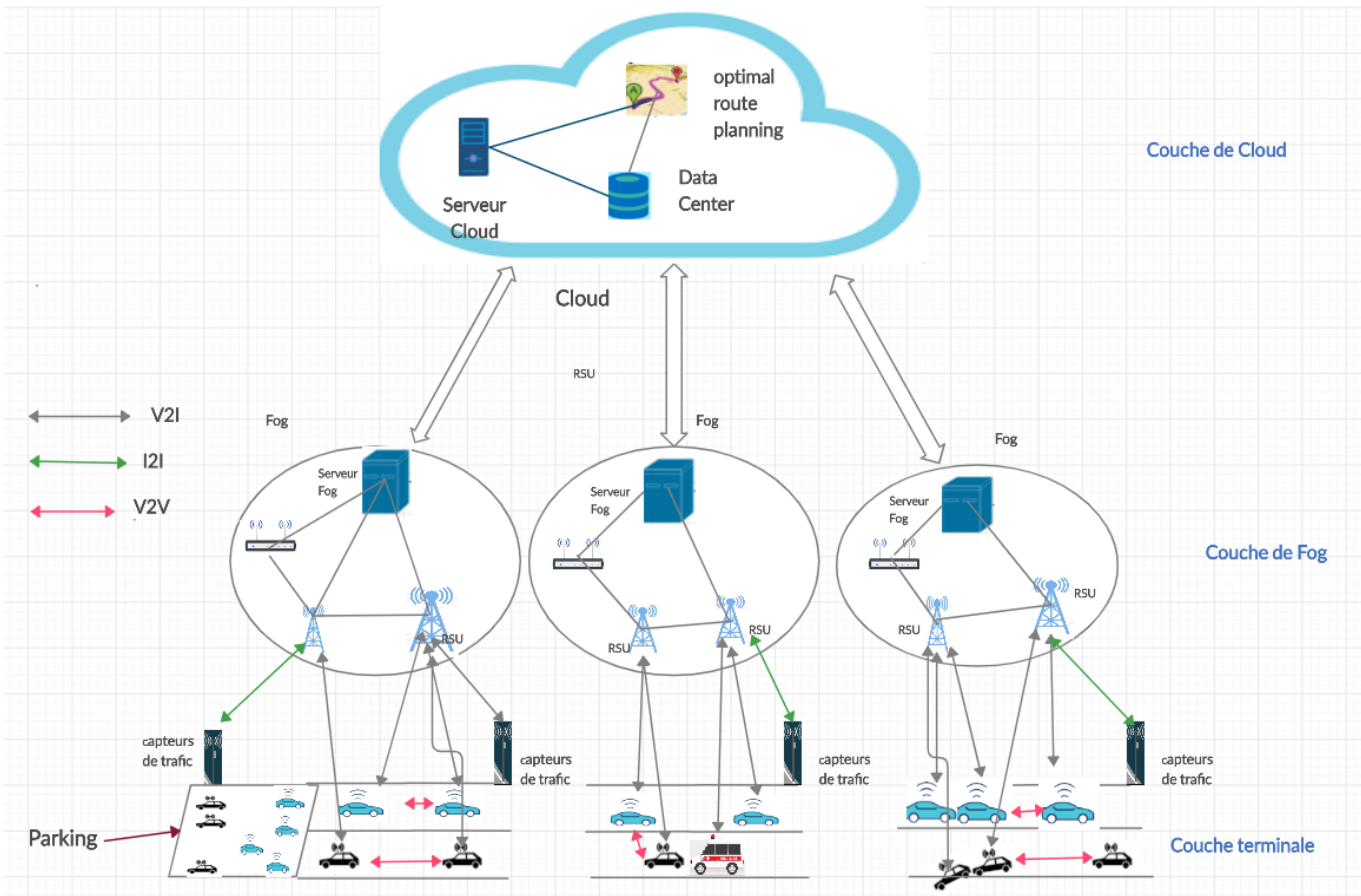 optimal
route
planning
Couche de Cloud
Data
Center
Serveur
Cloud
Cloud
RSU
V2I
I2I
V2V
Fog
Fog
Fog
Serveur
Fog
Serveur
Fog
Serveur
Fog
Couche de Fog
RSU
RSU
RSU
RSU
RSU
capteurs
de trafic
capteurs
de trafic
capteurs
de trafic
capteurs
de trafic
Parking
Couche terminale